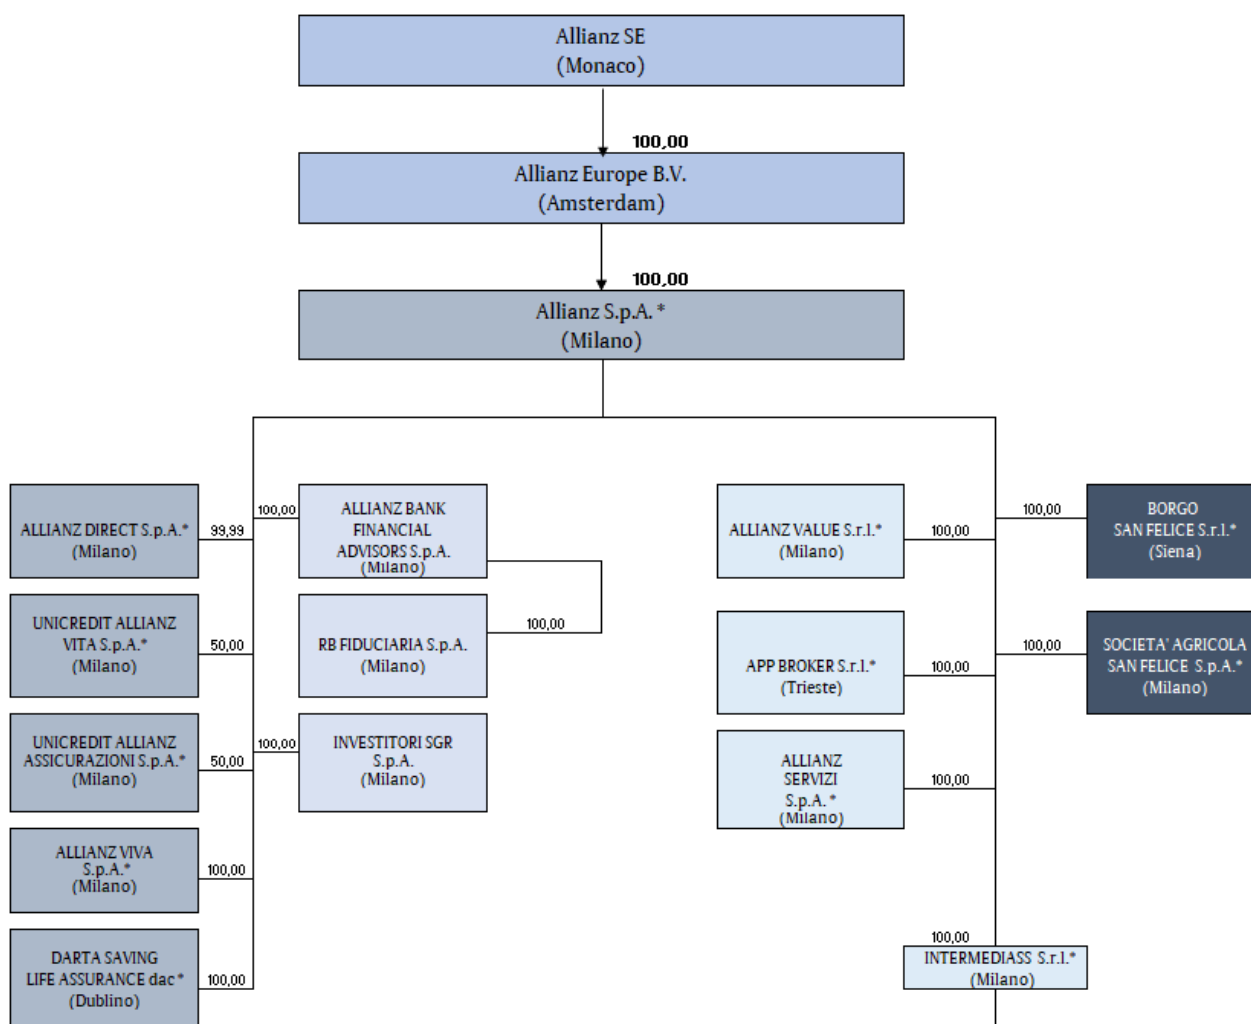 Allianz SE
(Monaco)
100,00
Allianz Europe B.V.
(Amsterdam)
100,00
Allianz S.p.A. *
(Milano)
ALLIANZ DIRECT S.p.A.*
(Milano)
99,99
100,00
ALLIANZ BANK
FINANCIAL
ADVISORS S.p.A.
(Milano)
UNICREDIT ALLIANZ
VITA S.p.A.*
(Milano)
50,00
RB FIDUCIARIA S.p.A.
(Milano)
100,00
UNICREDIT ALLIANZ
ASSICURAZIONI S.p.A.*
(Milano)
50,00
100,00
INVESTITORI SGR
S.p.A.
(Milano)
ALLIANZ VIVA
S.p.A.*
(Milano)
100,00
DARTA SAVING
LIFE ASSURANCE dac *
(Dublino)
100,00
ALLIANZ VALUE S.r.l.*
(Milano)
100,00
100,00
BORGO
SAN FELICE S.r.l.*
(Siena)
APP BROKER S.r.l.*
(Trieste)
100,00
100,00
SOCIETA' AGRICOLA
SAN FELICE S.p.A.*
(Milano)
ALLIANZ
SERVIZI
S.p.A. *
(Milano)
100,00
100,00
INTERMEDIASS S.r.l.*
(Milano)